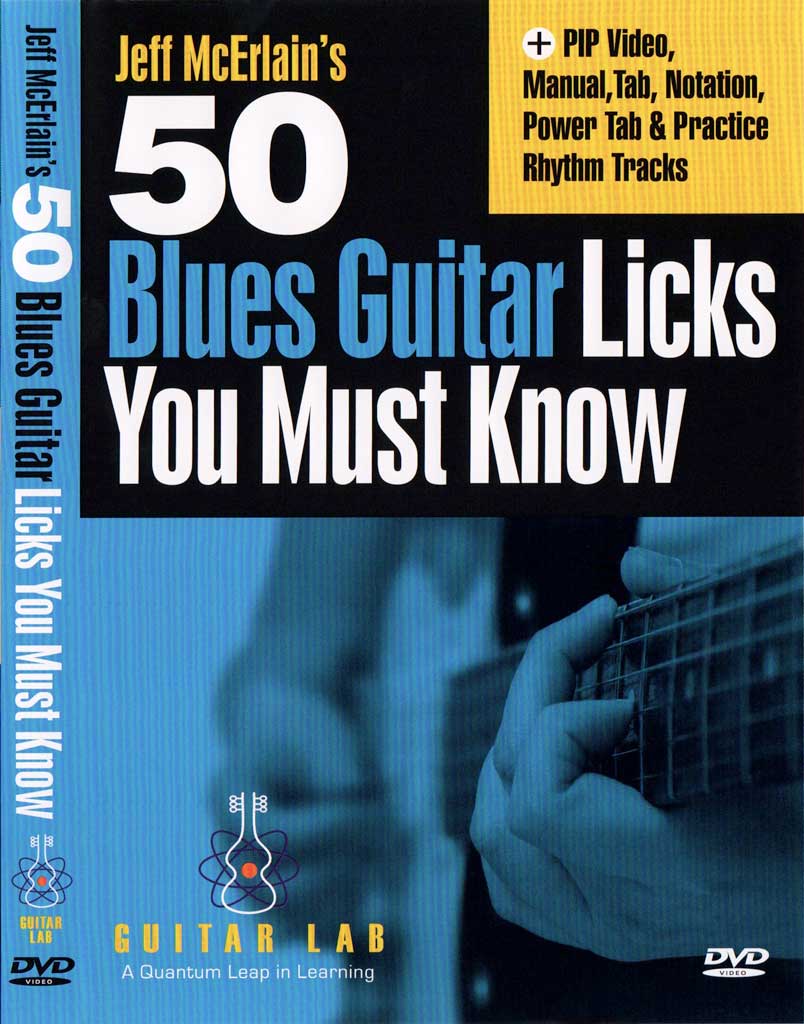 Jeff McErlain's 50 Blues Guitar Licks You Must Know
GUITAR
LAB
DVD
VIDEO
Jeff McErlain's
50
Blues Guitar Licks
You Must Know
+ PIP Video,
Manual, Tab, Notation,
Power Tab & Practice
Rhythm Tracks
GUITAR LAB
A Quantum Leap in Learning
DVD
VIDEO